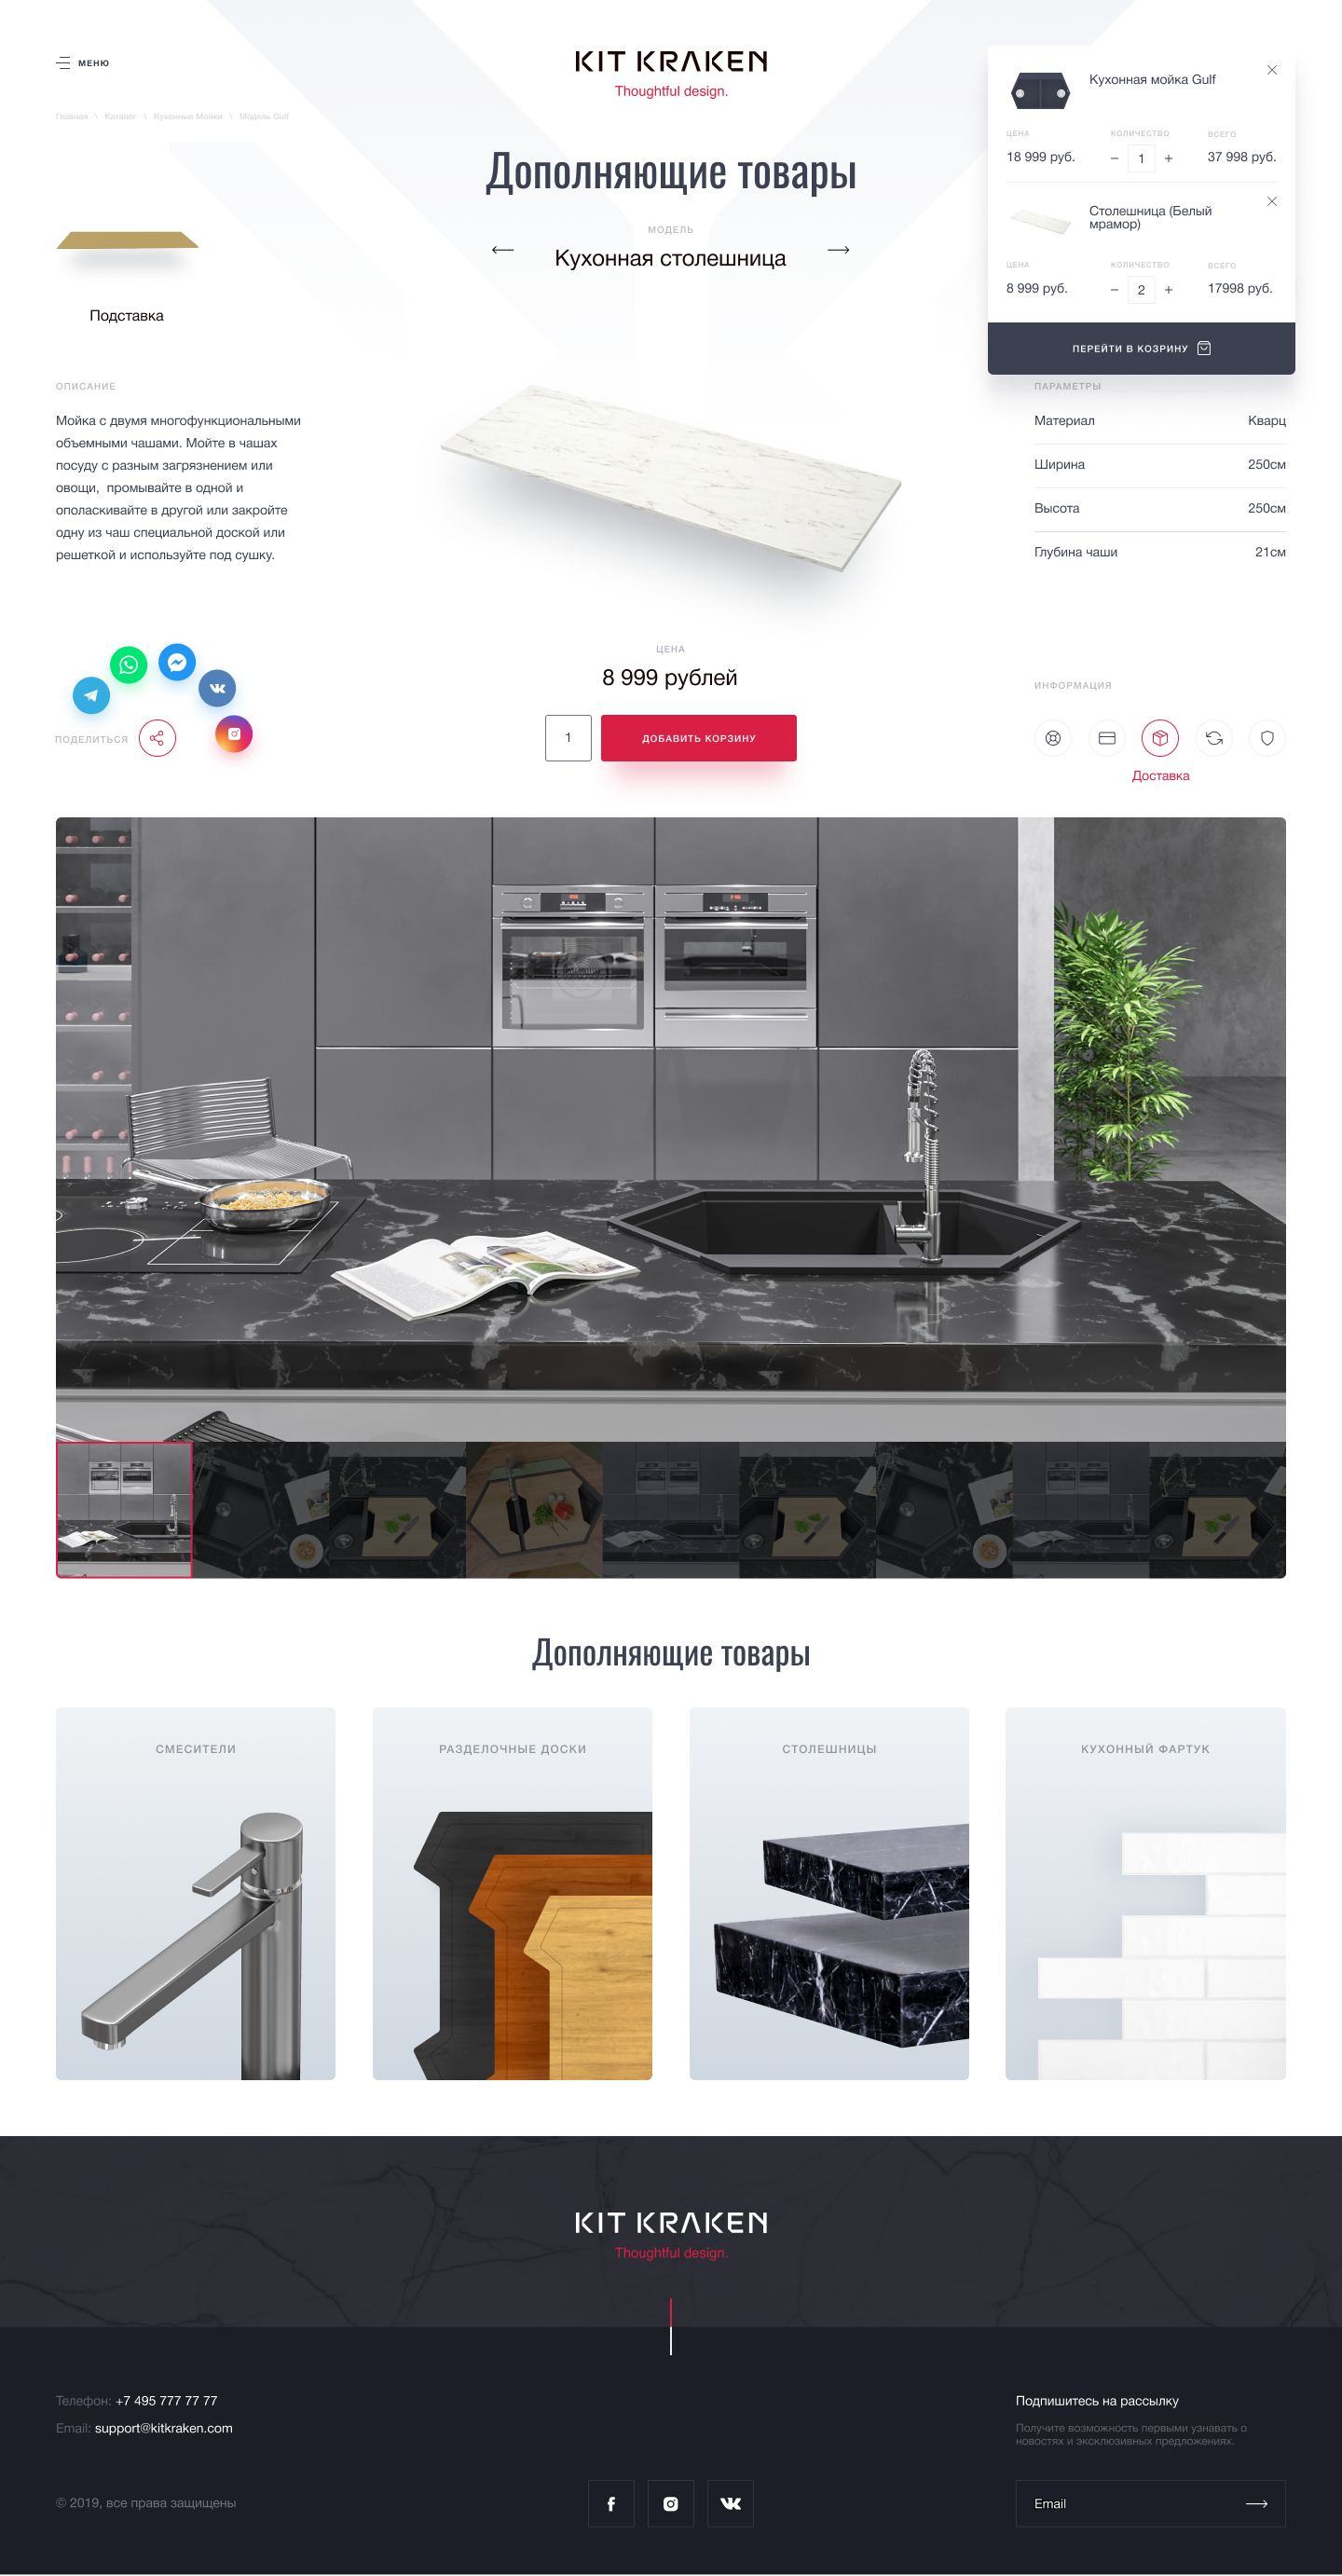 МЕНЮ
KIT KRAKEN
Thoughtful design.
Главная \ Каталог \ Кухонные Мойки \ Модель Gulf
Дополняющие товары
Кухонная мойка Gulf
ЦЕНА КОЛИЧЕСТВО ВСЕГО
18 999 руб. − 1 + 37 998 руб.
Столешница (Белый
мрамор)
ЦЕНА КОЛИЧЕСТВО ВСЕГО
8 999 руб. − 2 + 17998 руб.
ПЕРЕЙТИ В КОЗРИНУ
МОДЕЛЬ
Кухонная столешница
Подставка
ОПИСАНИЕ
Мойка с двумя многофункциональными
объемными чашами. Мойте в чашах
посуду с разным загрязнением или
овощи, промывайте в одной и
ополаскивайте в другой или закройте
одну из чаш специальной доской или
решеткой и используйте под сушку.
ПАРАМЕТРЫ
Материал Кварц
Ширина 250см
Высота 250см
Глубина чаши 21см
ПОДЕЛИТЬСЯ
ЦЕНА
8 999 рублей
1 ДОБАВИТЬ КОРЗИНУ
ИНФОРМАЦИЯ
Доставка
Дополняющие товары
СМЕСИТЕЛИ
РАЗДЕЛОЧНЫЕ ДОСКИ
СТОЛЕШНИЦЫ
КУХОННЫЙ ФАРТУК
KIT KRAKEN
Thoughtful design.
Телефон: +7 495 777 77 77
Email: support@kitkraken.com
© 2019, все права защищены
Подпишитесь на рассылку
Получите возможность первыми узнавать о
новостях и эксклюзивных предложениях.
Email